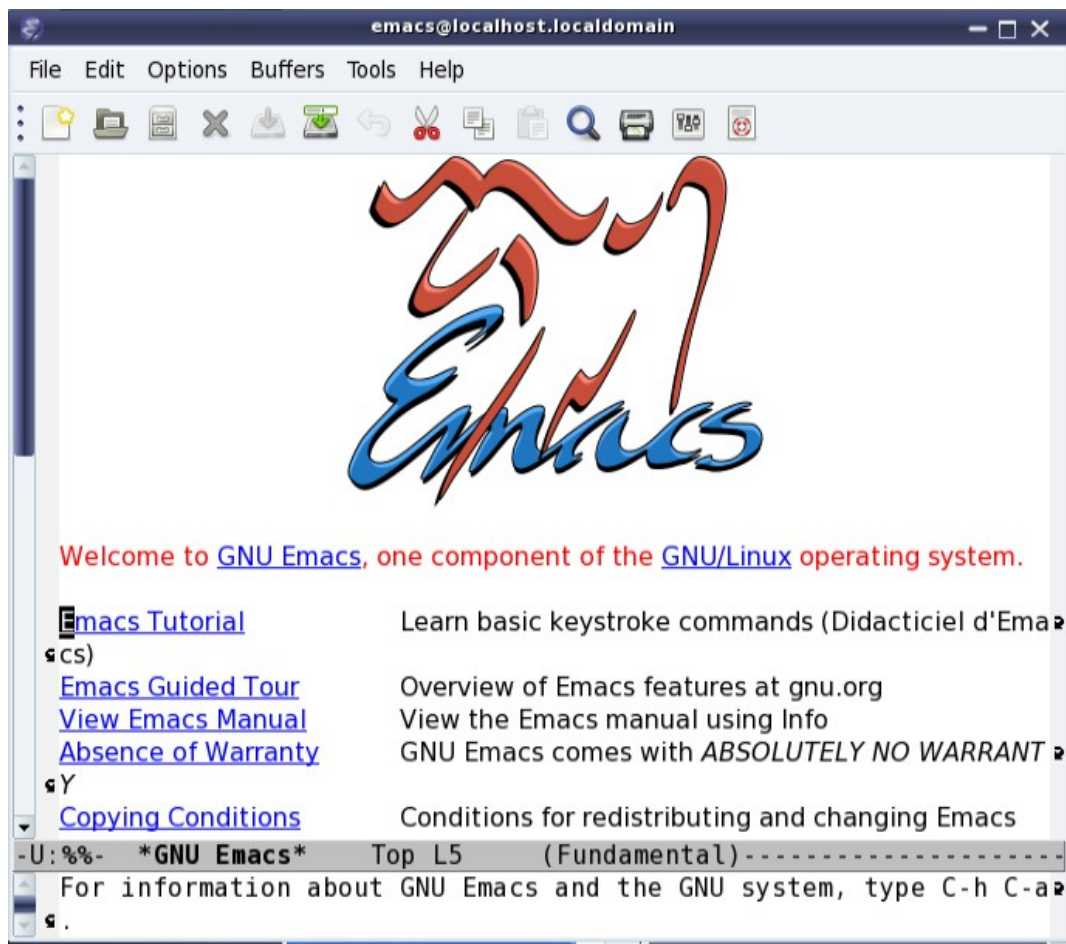 emacs@localhost.localdomain
File Edit Options Buffers Tools Help
Emacs
Welcome to GNU Emacs, one component of the GNU/Linux operating system.
Emacs Tutorial Learn basic keystroke commands (Didacticiel d'Ema
cs)
Emacs Guided Tour Overview of Emacs features at gnu.org
View Emacs Manual View the Emacs manual using Info
Absence of Warranty GNU Emacs comes with ABSOLUTELY NO WARRANT
Y
Copying Conditions Conditions for redistributing and changing Emacs
-U:%%- *GNU Emacs* Top L5 (Fundamental)----------------------
For information about GNU Emacs and the GNU system, type C-h C-a
.